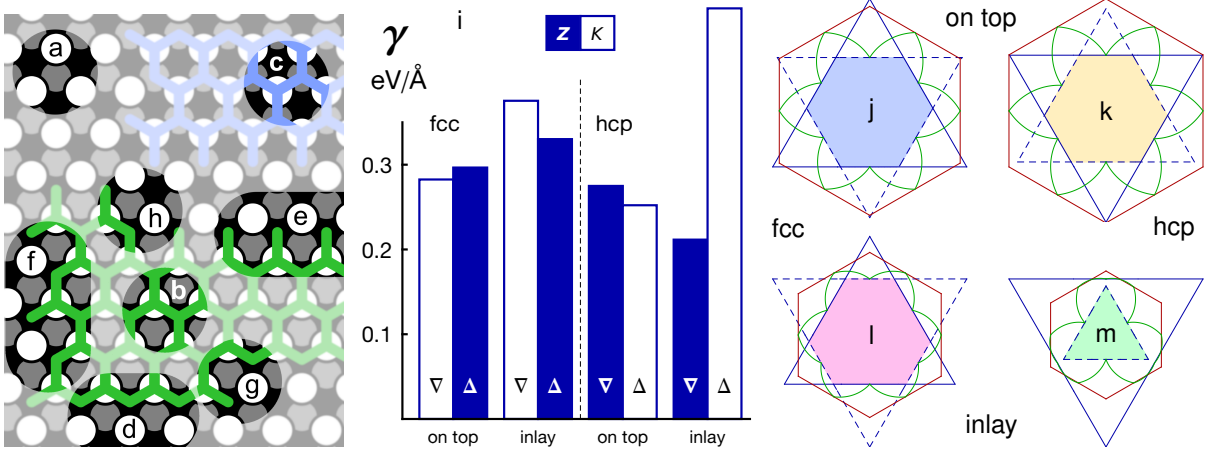 a
c
h
e
f
b
g
d
γ
i
Z K
eV/Å
fcc
hcp
0.3
0.2
0.1
∇ Δ ∇ Δ ∇ Δ ∇ Δ
on top inlay on top inlay
on top
j
k
fcc
hcp
l
m
inlay